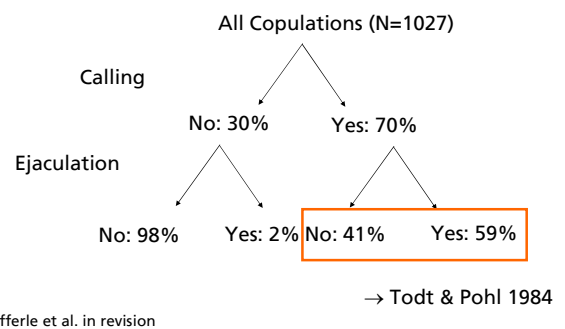 All Copulations (N=1027)
Calling
No: 30% Yes: 70%
Ejaculation
No: 98% Yes: 2% No: 41% Yes: 59%
→ Todt & Pohl 1984
fferle et al. in revision